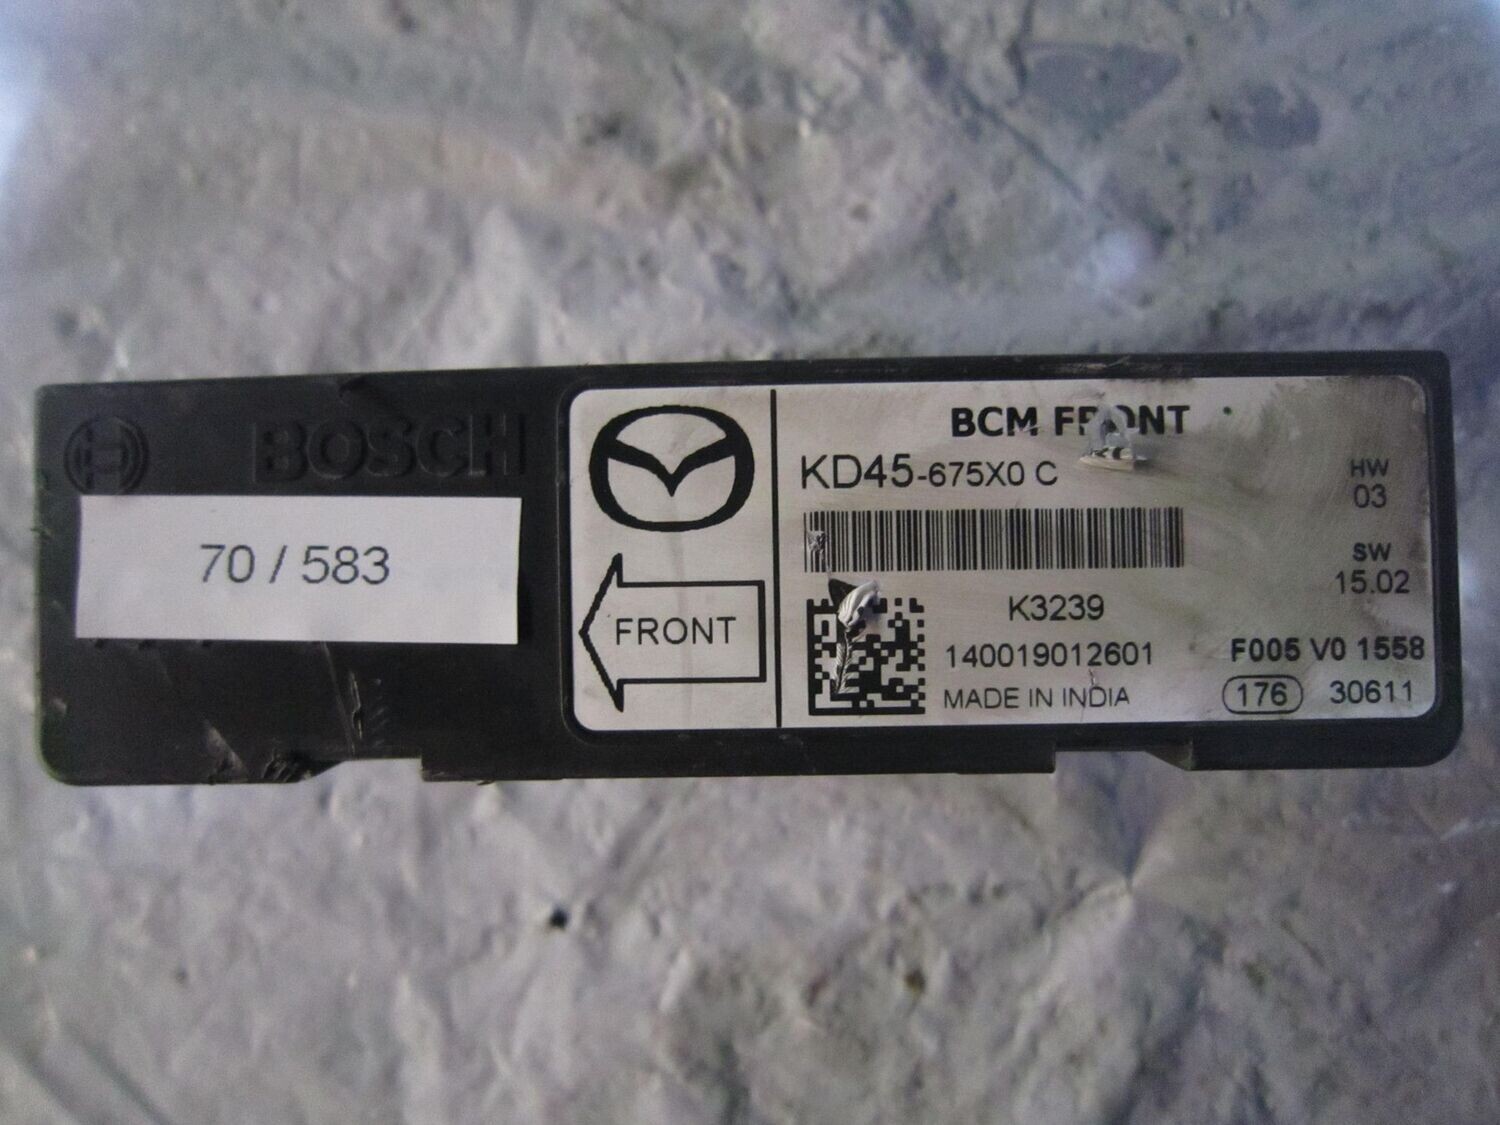 BOSCH
70 / 583
FRONT
BCM FRONT
KD45-675X0 C
HW
03
SW
15.02
K3239
140019012601
F005 V0 1558
MADE IN INDIA
176 30611